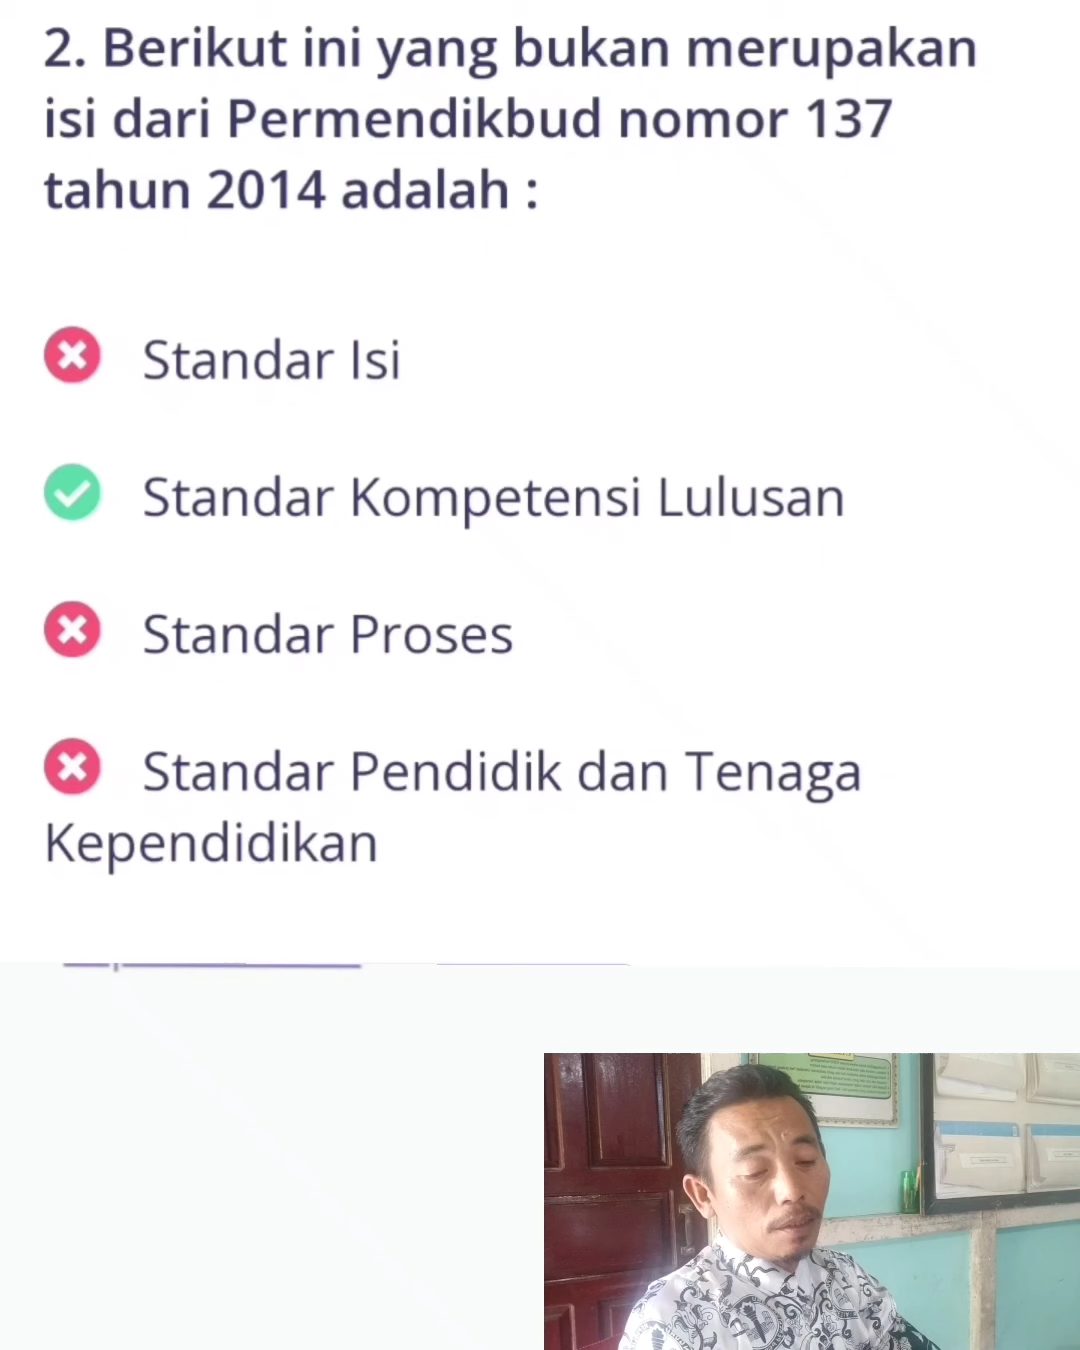 2. Berikut ini yang bukan merupakan
isi dari Permendikbud nomor 137
tahun 2014 adalah :
Standar Isi
Standar Kompetensi Lulusan
Standar Proses
Standar Pendidik dan Tenaga
Kependidikan